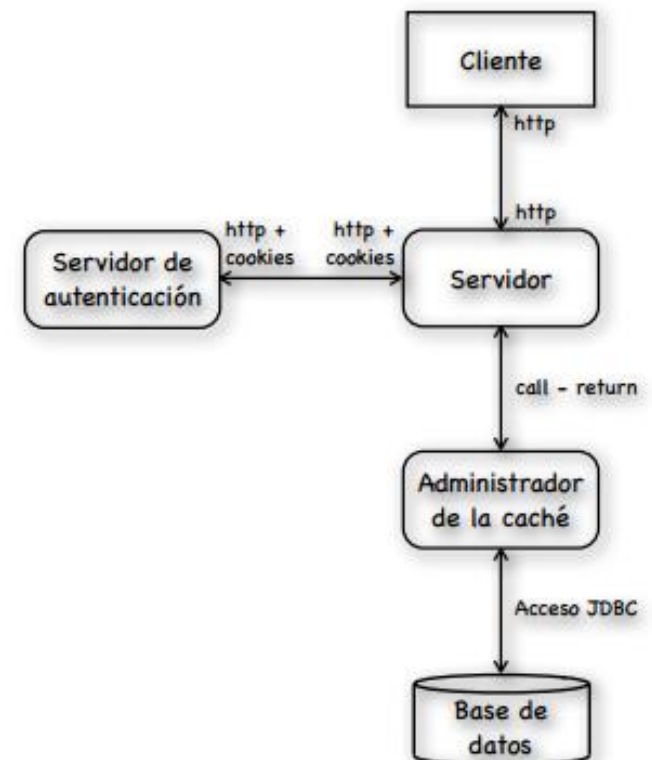 Cliente
http
http
http +
cookies
http +
cookies
Servidor de
autenticación
Servidor
call - return
Administrador
de la caché
Acceso JDBC
Base de
datos